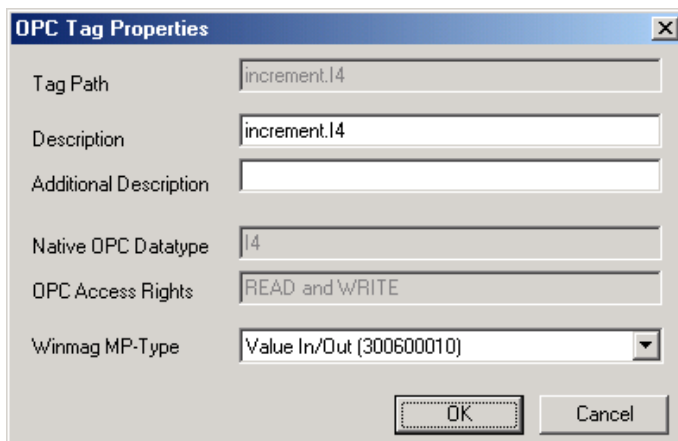 OPC Tag Properties
Tag Path increment.I4
Description increment.I4
Additional Description
Native OPC Datatype I4
OPC Access Rights READ and WRITE
Winmag MP-Type Value In/Out (300600010)
OK Cancel